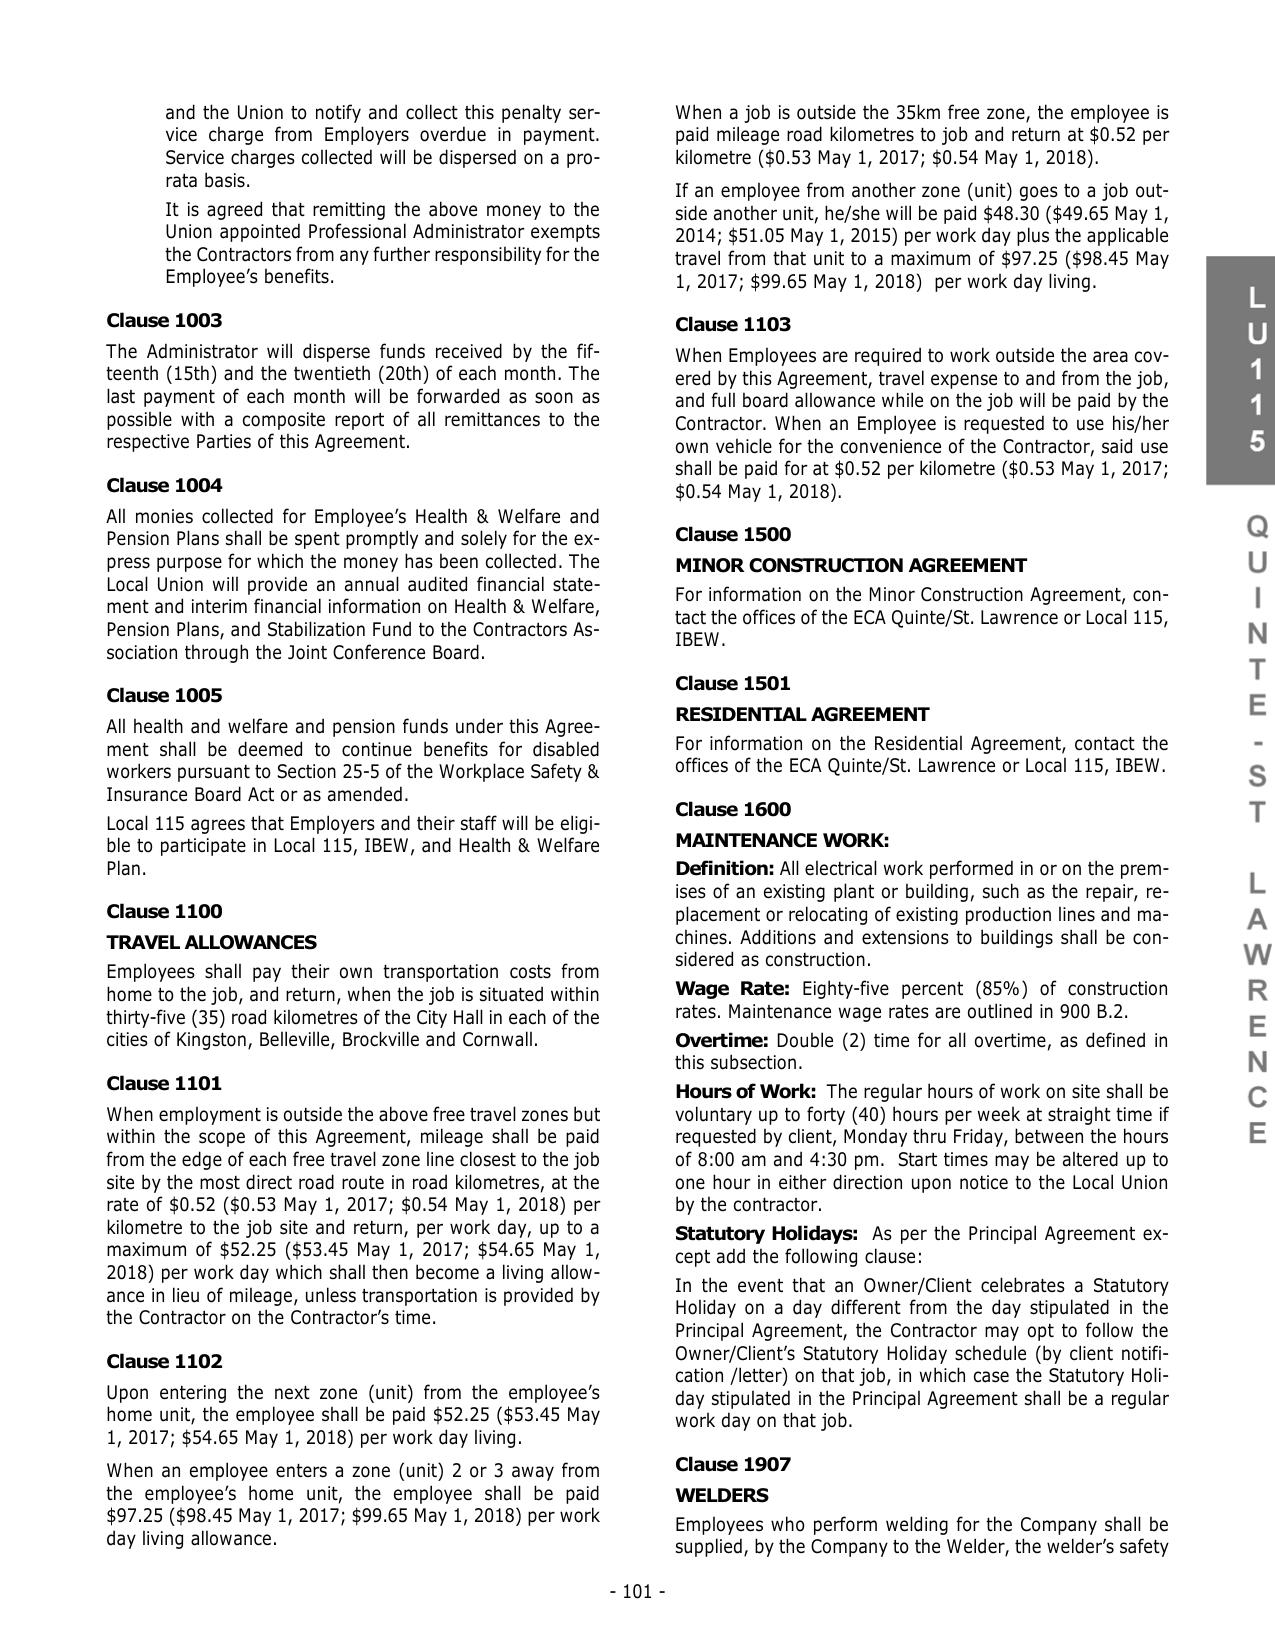 and the Union to notify and collect this penalty ser-
vice charge from Employers overdue in payment.
Service charges collected will be dispersed on a pro-
rata basis.
It is agreed that remitting the above money to the
Union appointed Professional Administrator exempts
the Contractors from any further responsibility for the
Employee’s benefits.
Clause 1003
The Administrator will disperse funds received by the fif-
teenth (15th) and the twentieth (20th) of each month. The
last payment of each month will be forwarded as soon as
possible with a composite report of all remittances to the
respective Parties of this Agreement.
Clause 1004
All monies collected for Employee’s Health & Welfare and
Pension Plans shall be spent promptly and solely for the ex-
press purpose for which the money has been collected. The
Local Union will provide an annual audited financial state-
ment and interim financial information on Health & Welfare,
Pension Plans, and Stabilization Fund to the Contractors As-
sociation through the Joint Conference Board.
Clause 1005
All health and welfare and pension funds under this Agree-
ment shall be deemed to continue benefits for disabled
workers pursuant to Section 25-5 of the Workplace Safety &
Insurance Board Act or as amended.
Local 115 agrees that Employers and their staff will be eligi-
ble to participate in Local 115, IBEW, and Health & Welfare
Plan.
Clause 1100
TRAVEL ALLOWANCES
Employees shall pay their own transportation costs from
home to the job, and return, when the job is situated within
thirty-five (35) road kilometres of the City Hall in each of the
cities of Kingston, Belleville, Brockville and Cornwall.
Clause 1101
When employment is outside the above free travel zones but
within the scope of this Agreement, mileage shall be paid
from the edge of each free travel zone line closest to the job
site by the most direct road route in road kilometres, at the
rate of $0.52 ($0.53 May 1, 2017; $0.54 May 1, 2018) per
kilometre to the job site and return, per work day, up to a
maximum of $52.25 ($53.45 May 1, 2017; $54.65 May 1,
2018) per work day which shall then become a living allow-
ance in lieu of mileage, unless transportation is provided by
the Contractor on the Contractor’s time.
Clause 1102
Upon entering the next zone (unit) from the employee’s
home unit, the employee shall be paid $52.25 ($53.45 May
1, 2017; $54.65 May 1, 2018) per work day living.
When an employee enters a zone (unit) 2 or 3 away from
the employee’s home unit, the employee shall be paid
$97.25 ($98.45 May 1, 2017; $99.65 May 1, 2018) per work
day living allowance.
When a job is outside the 35km free zone, the employee is
paid mileage road kilometres to job and return at $0.52 per
kilometre ($0.53 May 1, 2017; $0.54 May 1, 2018).
If an employee from another zone (unit) goes to a job out-
side another unit, he/she will be paid $48.30 ($49.65 May 1,
2014; $51.05 May 1, 2015) per work day plus the applicable
travel from that unit to a maximum of $97.25 ($98.45 May
1, 2017; $99.65 May 1, 2018) per work day living.
Clause 1103
When Employees are required to work outside the area cov-
ered by this Agreement, travel expense to and from the job,
and full board allowance while on the job will be paid by the
Contractor. When an Employee is requested to use his/her
own vehicle for the convenience of the Contractor, said use
shall be paid for at $0.52 per kilometre ($0.53 May 1, 2017;
$0.54 May 1, 2018).
Clause 1500
MINOR CONSTRUCTION AGREEMENT
For information on the Minor Construction Agreement, con-
tact the offices of the ECA Quinte/St. Lawrence or Local 115,
IBEW.
Clause 1501
RESIDENTIAL AGREEMENT
For information on the Residential Agreement, contact the
offices of the ECA Quinte/St. Lawrence or Local 115, IBEW.
Clause 1600
MAINTENANCE WORK:
Definition: All electrical work performed in or on the prem-
ises of an existing plant or building, such as the repair, re-
placement or relocating of existing production lines and ma-
chines. Additions and extensions to buildings shall be con-
sidered as construction.
Wage Rate: Eighty-five percent (85%) of construction
rates. Maintenance wage rates are outlined in 900 B.2.
Overtime: Double (2) time for all overtime, as defined in
this subsection.
Hours of Work: The regular hours of work on site shall be
voluntary up to forty (40) hours per week at straight time if
requested by client, Monday thru Friday, between the hours
of 8:00 am and 4:30 pm. Start times may be altered up to
one hour in either direction upon notice to the Local Union
by the contractor.
Statutory Holidays: As per the Principal Agreement ex-
cept add the following clause:
In the event that an Owner/Client celebrates a Statutory
Holiday on a day different from the day stipulated in the
Principal Agreement, the Contractor may opt to follow the
Owner/Client’s Statutory Holiday schedule (by client notifi-
cation /letter) on that job, in which case the Statutory Holi-
day stipulated in the Principal Agreement shall be a regular
work day on that job.
Clause 1907
WELDERS
Employees who perform welding for the Company shall be
supplied, by the Company to the Welder, the welder’s safety
LU115
QUINTE-ST LAWRENCE
- 101 -